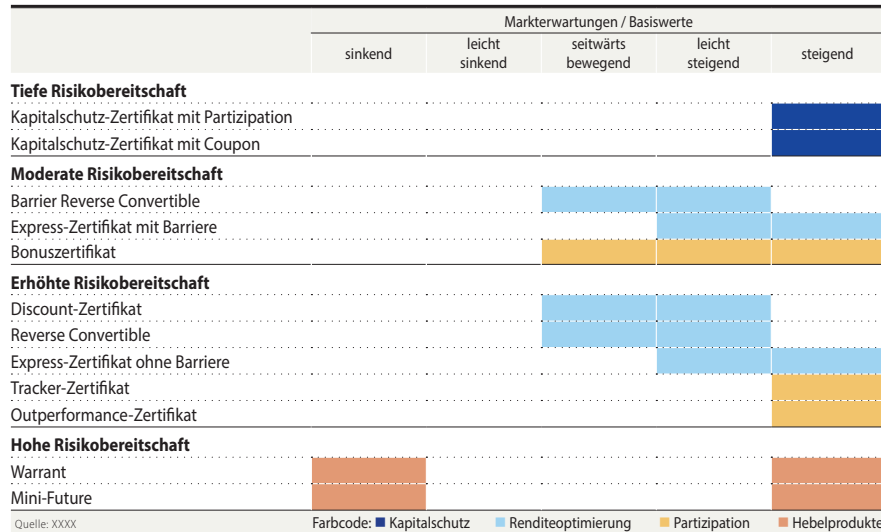 Markterwartungen / Basiswerte
sinkend
leicht
sinkend
seitwärts
bewegend
leicht
steigend
steigend
Tiefe Risikobereitschaft
Kapitalschutz-Zertifikat mit Partizipation
Kapitalschutz-Zertifikat mit Coupon
Moderate Risikobereitschaft
Barrier Reverse Convertible
Express-Zertifikat mit Barriere
Bonuszertifikat
Erhöhte Risikobereitschaft
Discount-Zertifikat
Reverse Convertible
Express-Zertifikat ohne Barriere
Tracker-Zertifikat
Outperformance-Zertifikat
Hohe Risikobereitschaft
Warrant
Mini-Future
Quelle: XXXX
Farbcode: Kapitalschutz Renditeoptimierung Partizipation Hebelprodukte